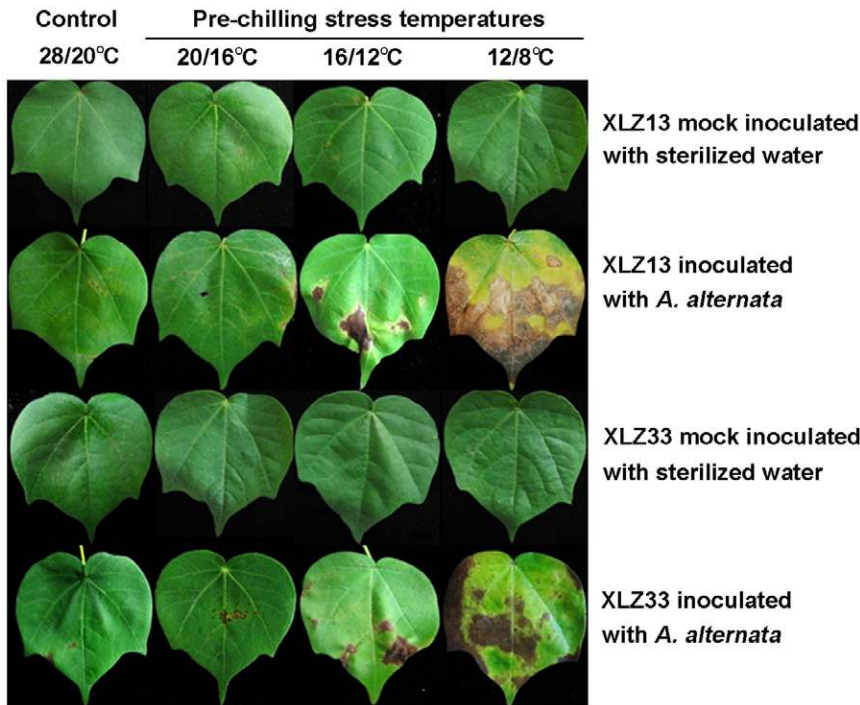 Control
Pre-chilling stress temperatures
28/20°C
20/16°C
16/12°C
12/8°C
XLZ13 mock inoculated
with sterilized water
XLZ13 inoculated
with A. alternata
XLZ33 mock inoculated
with sterilized water
XLZ33 inoculated
with A. alternata